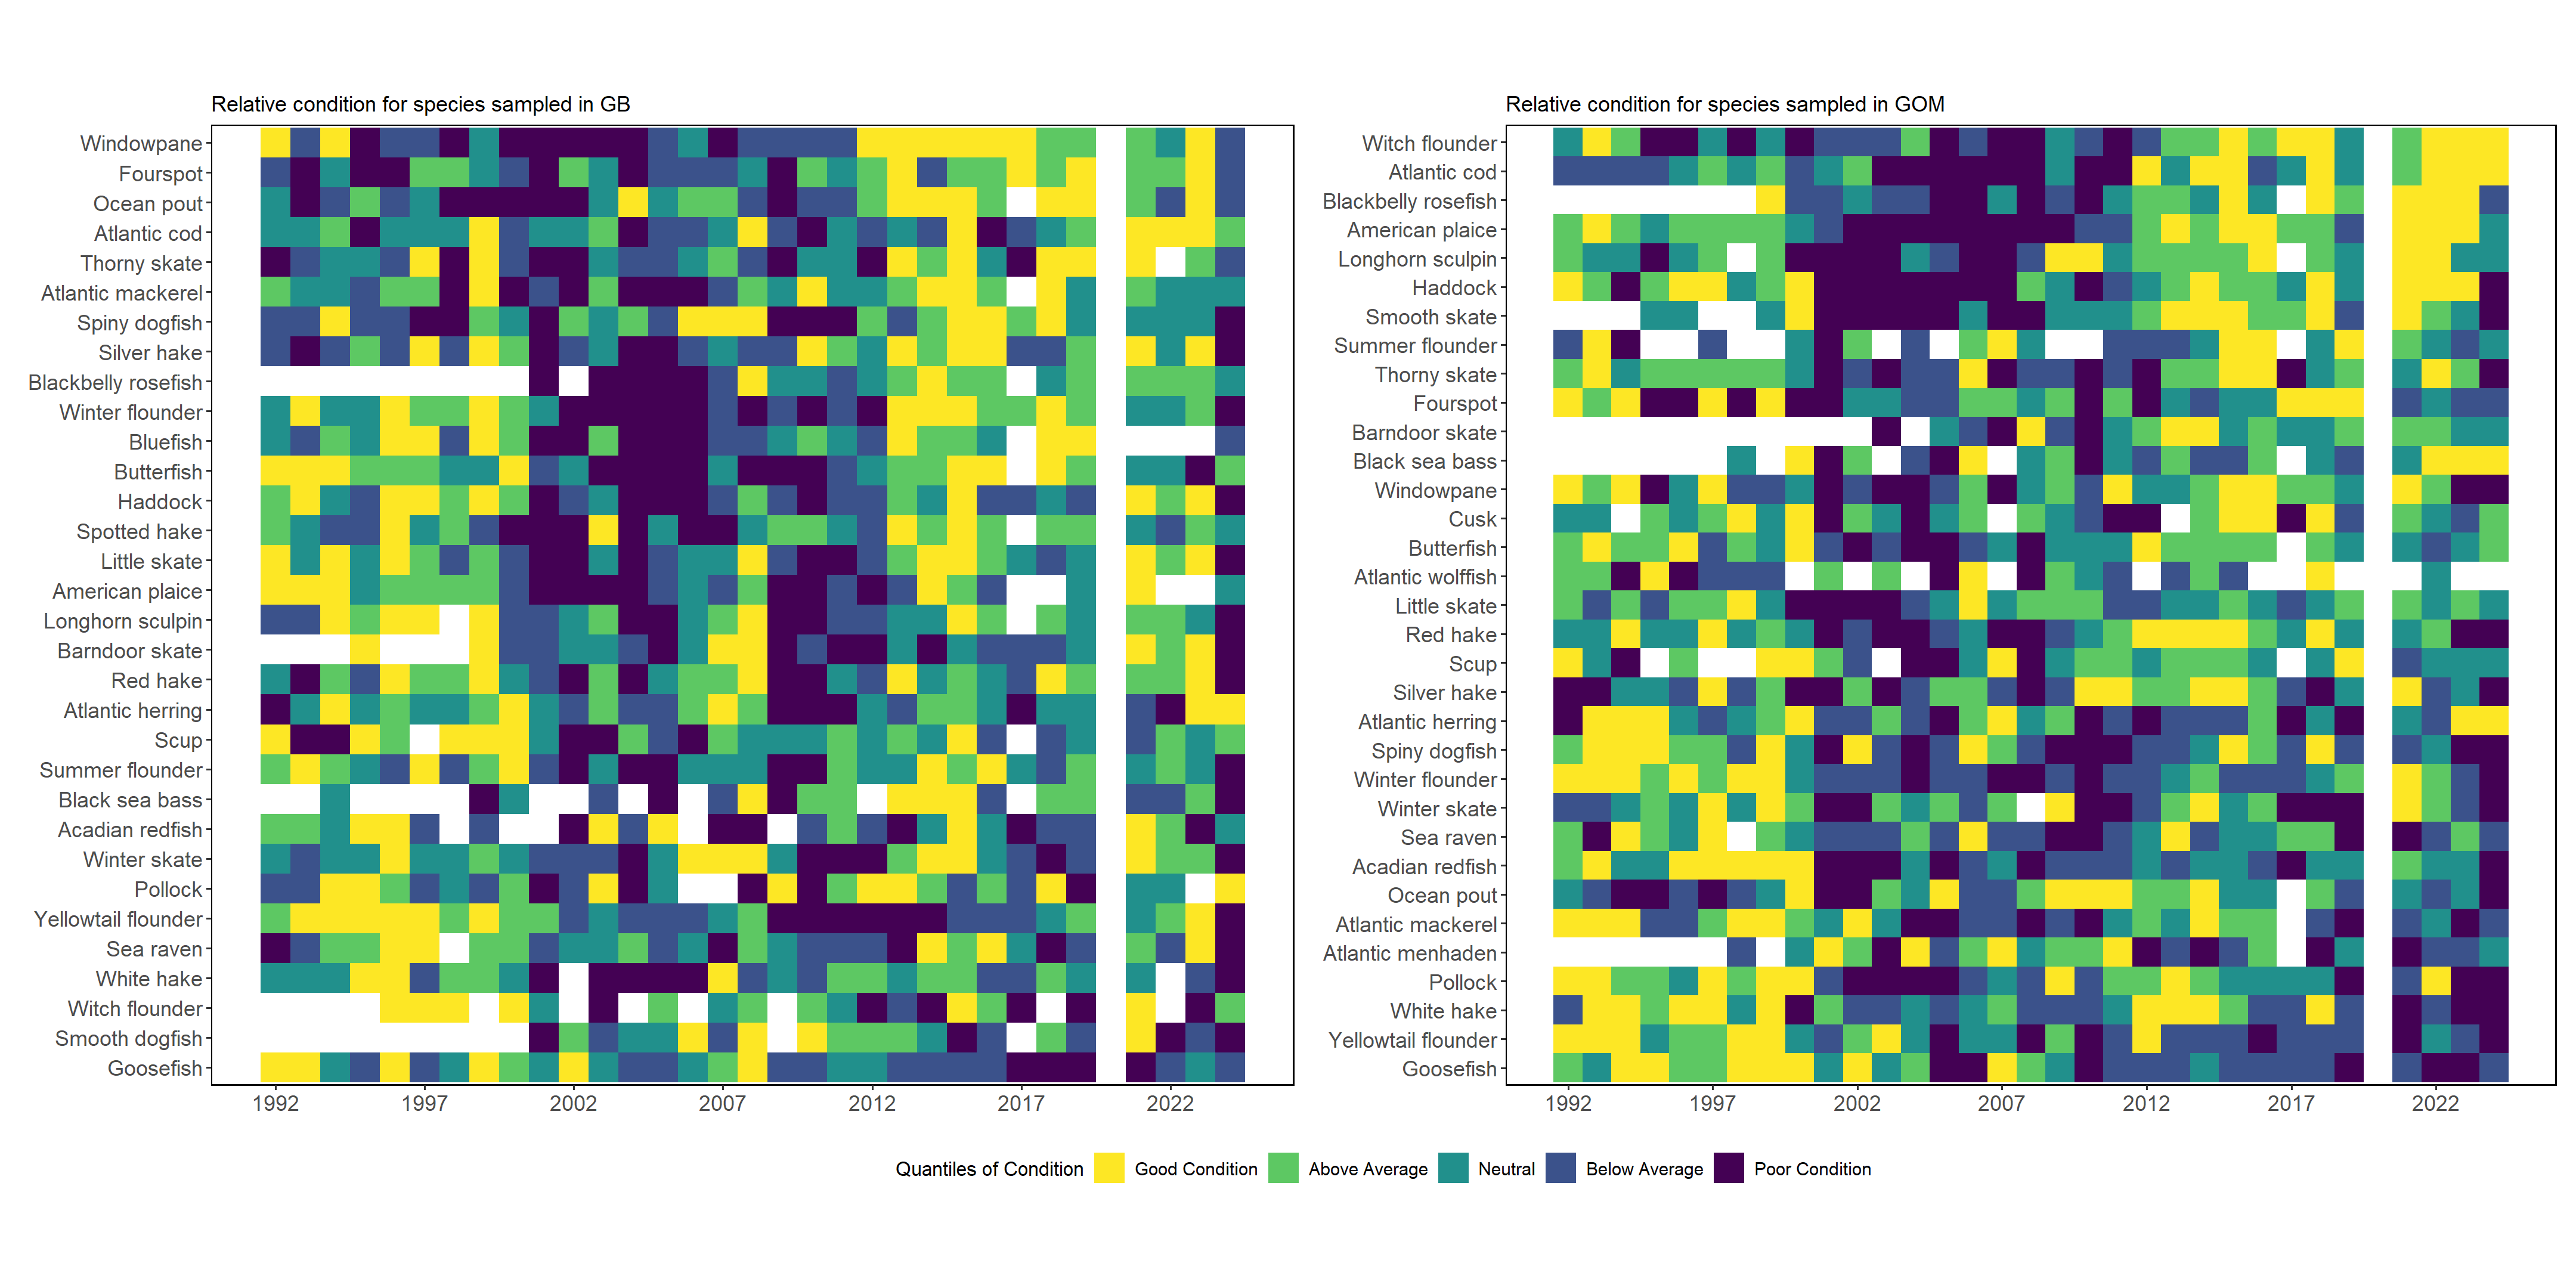 Relative condition for species sampled in GB
Windowpane
Fourspot
Ocean pout
Atlantic cod
Thorny skate
Atlantic mackerel
Spiny dogfish
Silver hake
Blackbelly rosefish
Winter flounder
Bluefish
Butterfish
Haddock
Spotted hake
Little skate
American plaice
Longhorn sculpin
Barndoor skate
Red hake
Atlantic herring
Scup
Summer flounder
Black sea bass
Acadian redfish
Winter skate
Pollock
Yellowtail flounder
Sea raven
White hake
Witch flounder
Smooth dogfish
Goosefish
1992 1997 2002 2007 2012 2017 2022
Relative condition for species sampled in GOM
Witch flounder
Atlantic cod
Blackbelly rosefish
American plaice
Longhorn sculpin
Haddock
Smooth skate
Summer flounder
Thorny skate
Fourspot
Barndoor skate
Black sea bass
Windowpane
Cusk
Butterfish
Atlantic wolffish
Little skate
Red hake
Scup
Silver hake
Atlantic herring
Spiny dogfish
Winter flounder
Winter skate
Sea raven
Acadian redfish
Ocean pout
Atlantic mackerel
Atlantic menhaden
Pollock
White hake
Yellowtail flounder
Goosefish
1992 1997 2002 2007 2012 2017 2022
Quantiles of Condition Good Condition Above Average Neutral Below Average Poor Condition